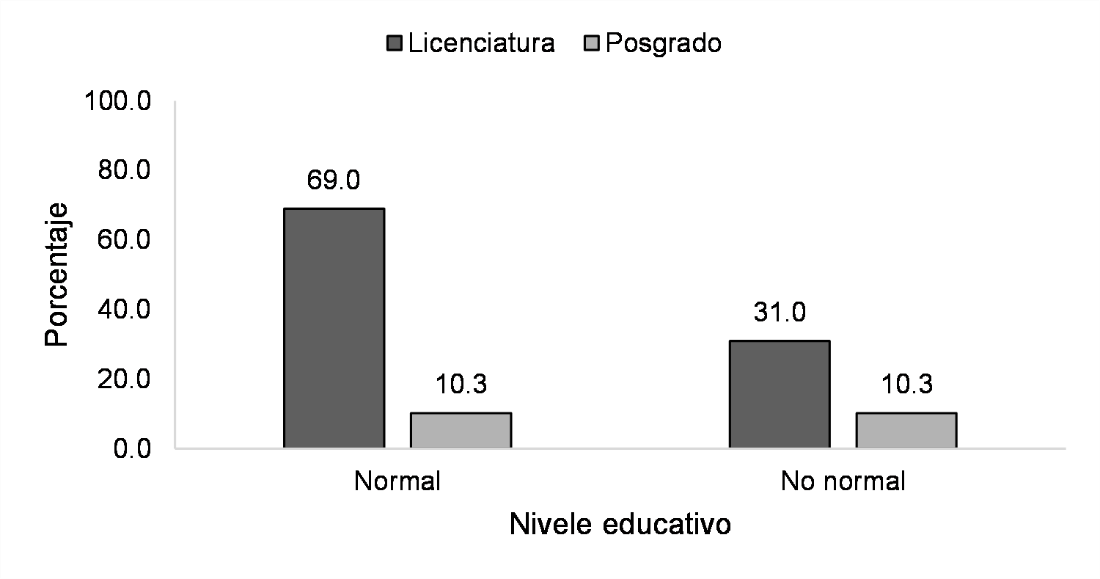 Licenciatura Posgrado
100.0
80.0
60.0
40.0
20.0
0.0
Porcentaje
69.0
10.3
31.0
10.3
Normal No normal
Nivele educativo